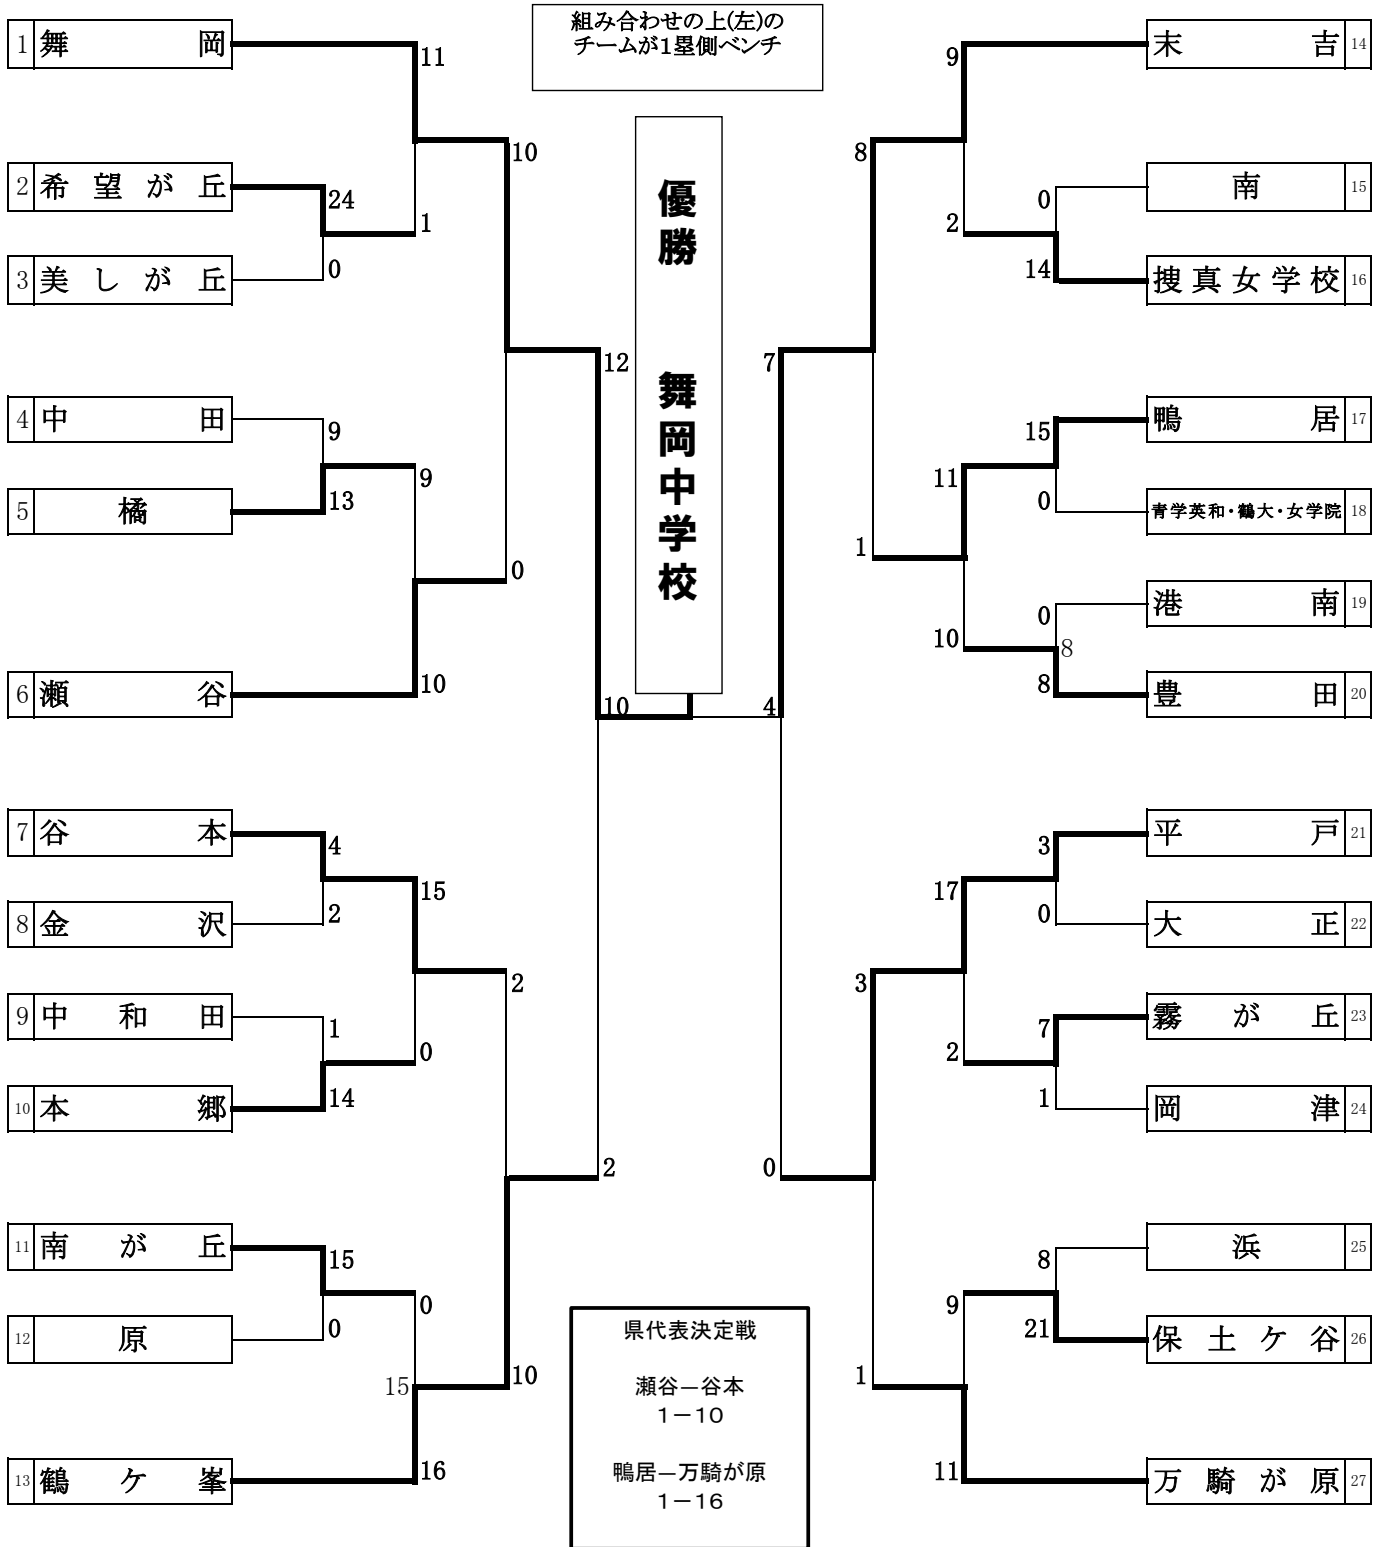 組み合わせの上(左)の
チームが1塁側ベンチ
優勝 舞岡中学校
1 舞岡
11
10
2 希望が丘
24
1
3 美しが丘
0
12
4 中田
9
9
5 橘
13
0
6 瀬谷
10
10
7 谷本
4
15
8 金沢
2
2
9 中和田
1
0
10 本郷
14
2
11 南が丘
15
0
12 原
0
15
10
13 鶴ケ峯
16
末吉 14
9
8
南 15
0
2
捜真女学校 16
14
7
鴨居 17
15
11
青学英和・鶴大・女学院 18
0
1
港南 19
0
10
8
豊田 20
8
4
平戸 21
3
17
大正 22
0
3
霧が丘 23
7
2
岡津 24
1
0
浜 25
8
9
保土ケ谷 26
21
1
万騎が原 27
11
県代表決定戦
瀬谷―谷本
1－10
鴨居―万騎が原
1－16